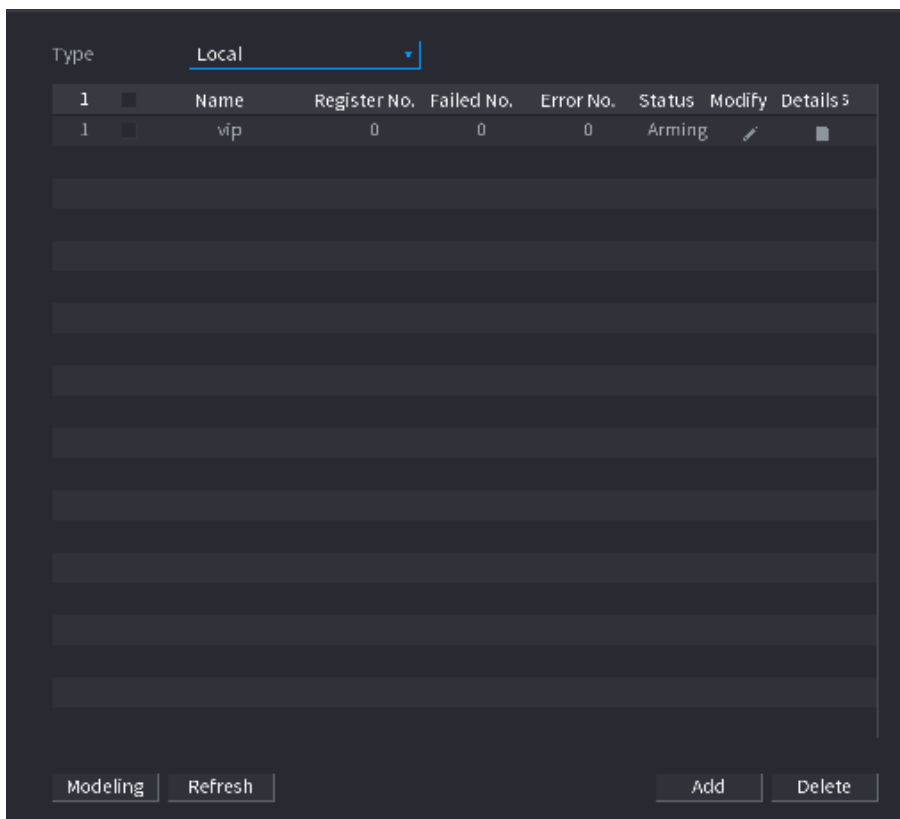 Type Local
1 Name Register No. Failed No. Error No. Status Modify Details s
1 vip 0 0 0 Arming
Modeling Refresh Add Delete